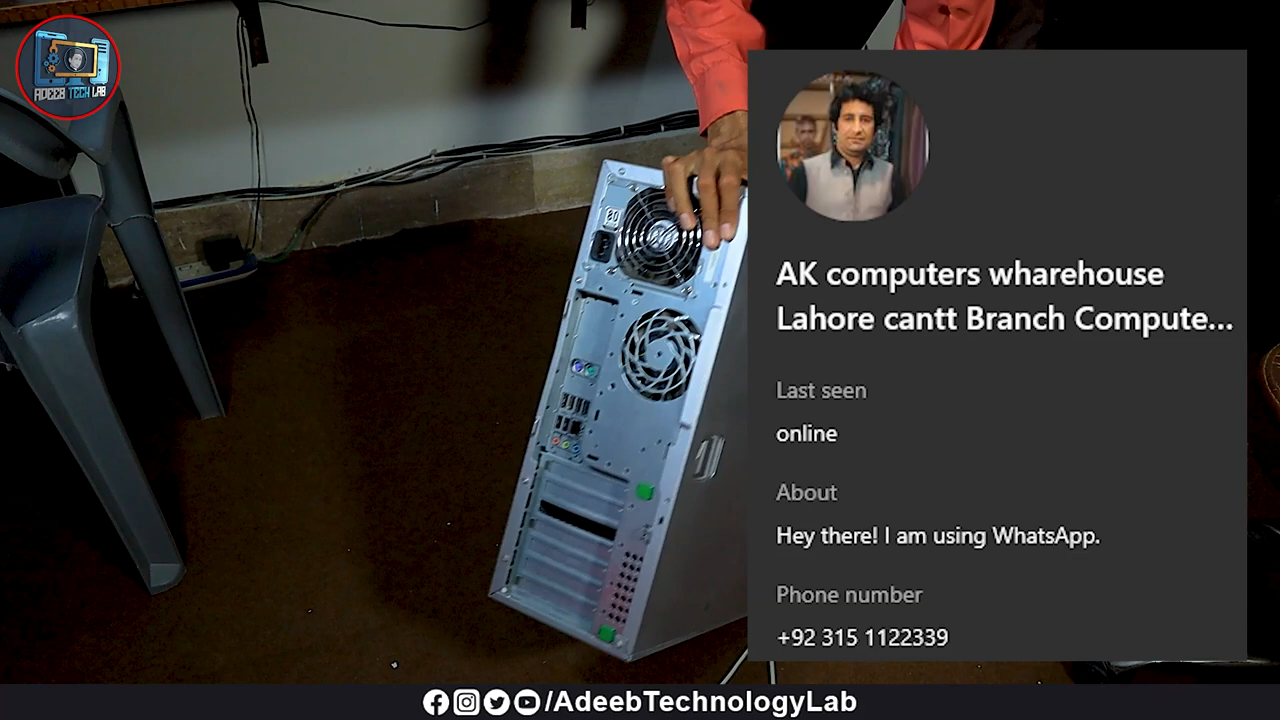 ADEEB TECH LAB
AK computers wharehouse
Lahore cantt Branch Compute...
Last seen
online
About
Hey there! I am using WhatsApp.
Phone number
+92 315 1122339
/AdeebTechnologyLab